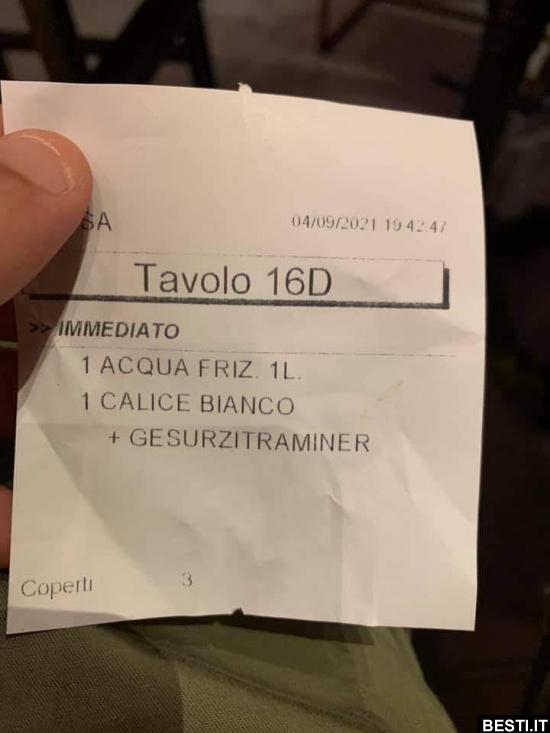 SA
04/09/2021 19:42:47
Tavolo 16D
>> IMMEDIATO
1 ACQUA FRIZ. 1L.
1 CALICE BIANCO
+ GESURZITRAMINER
Coperti 3
BESTI.IT